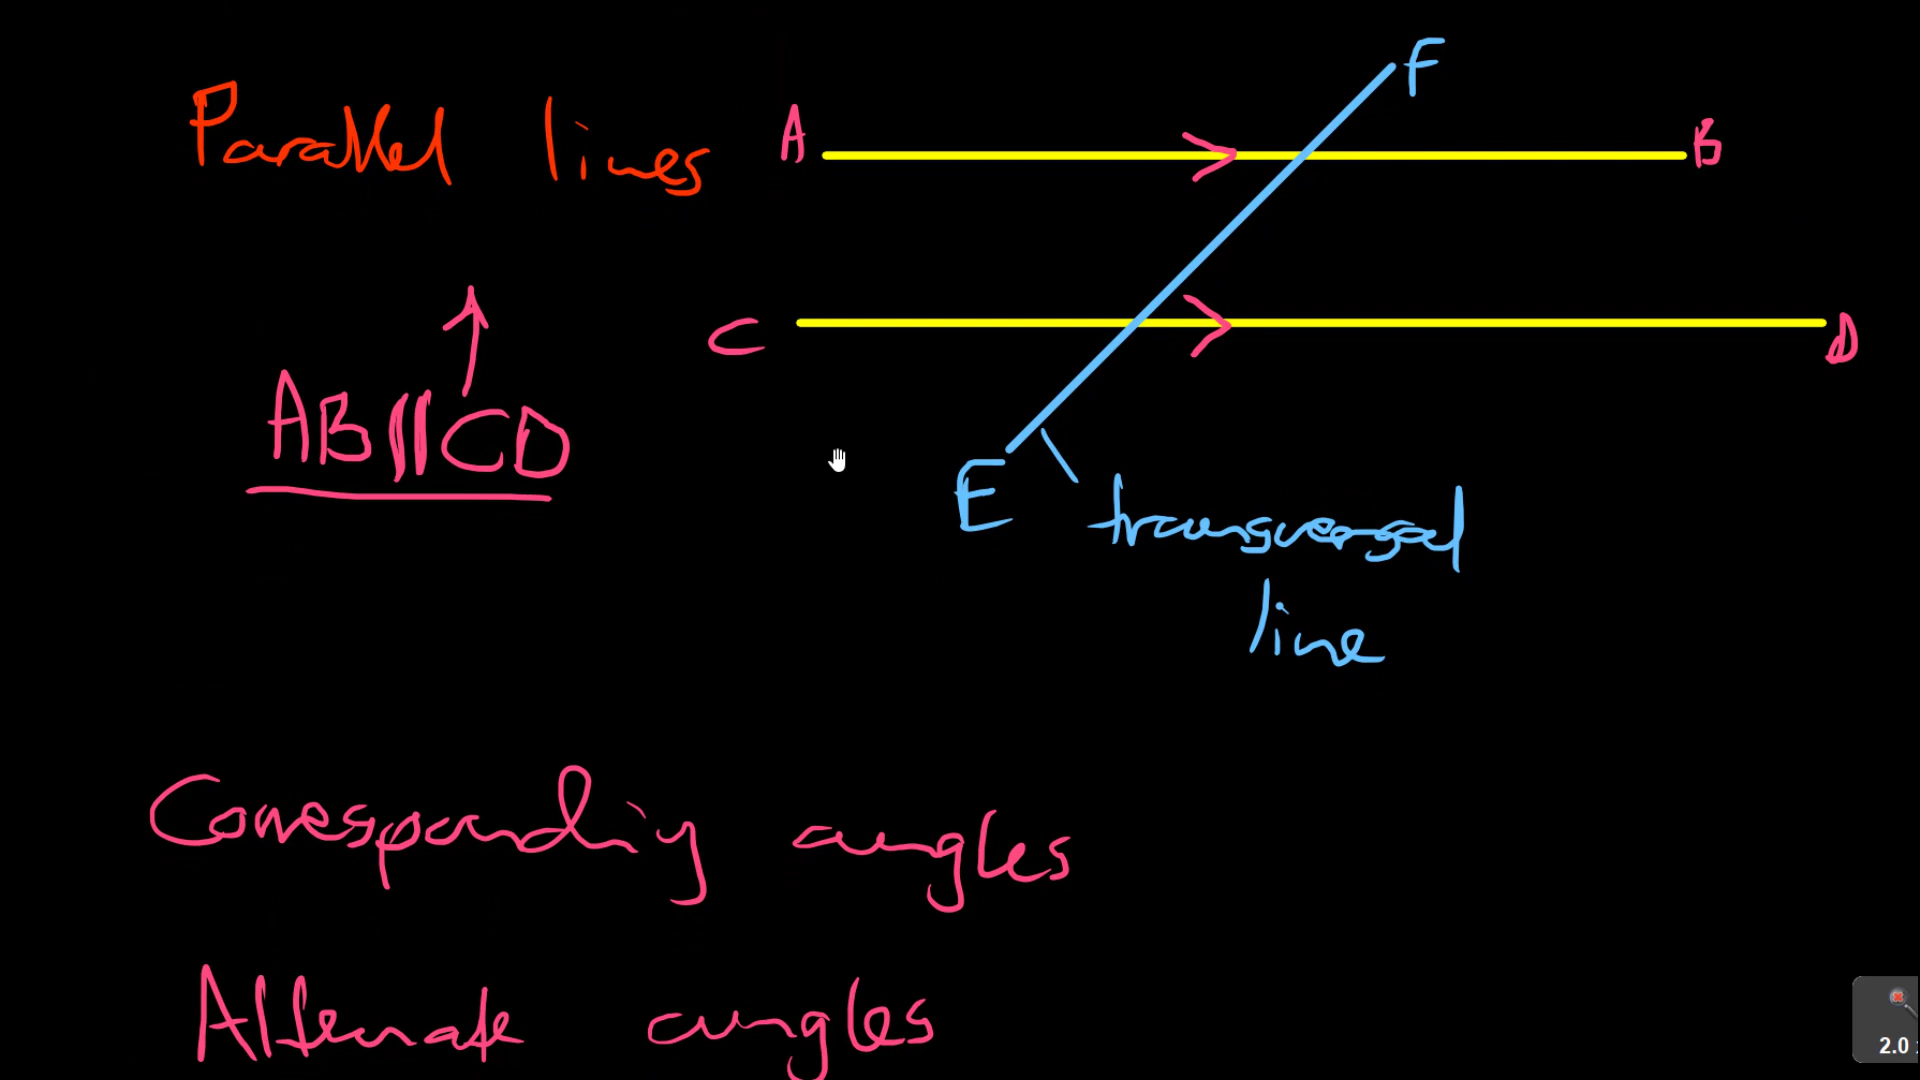 Parallel lines
A
B
F
C
D
AB||CD
E
transversal
line
Corresponding angles
Alternate angles
2.0